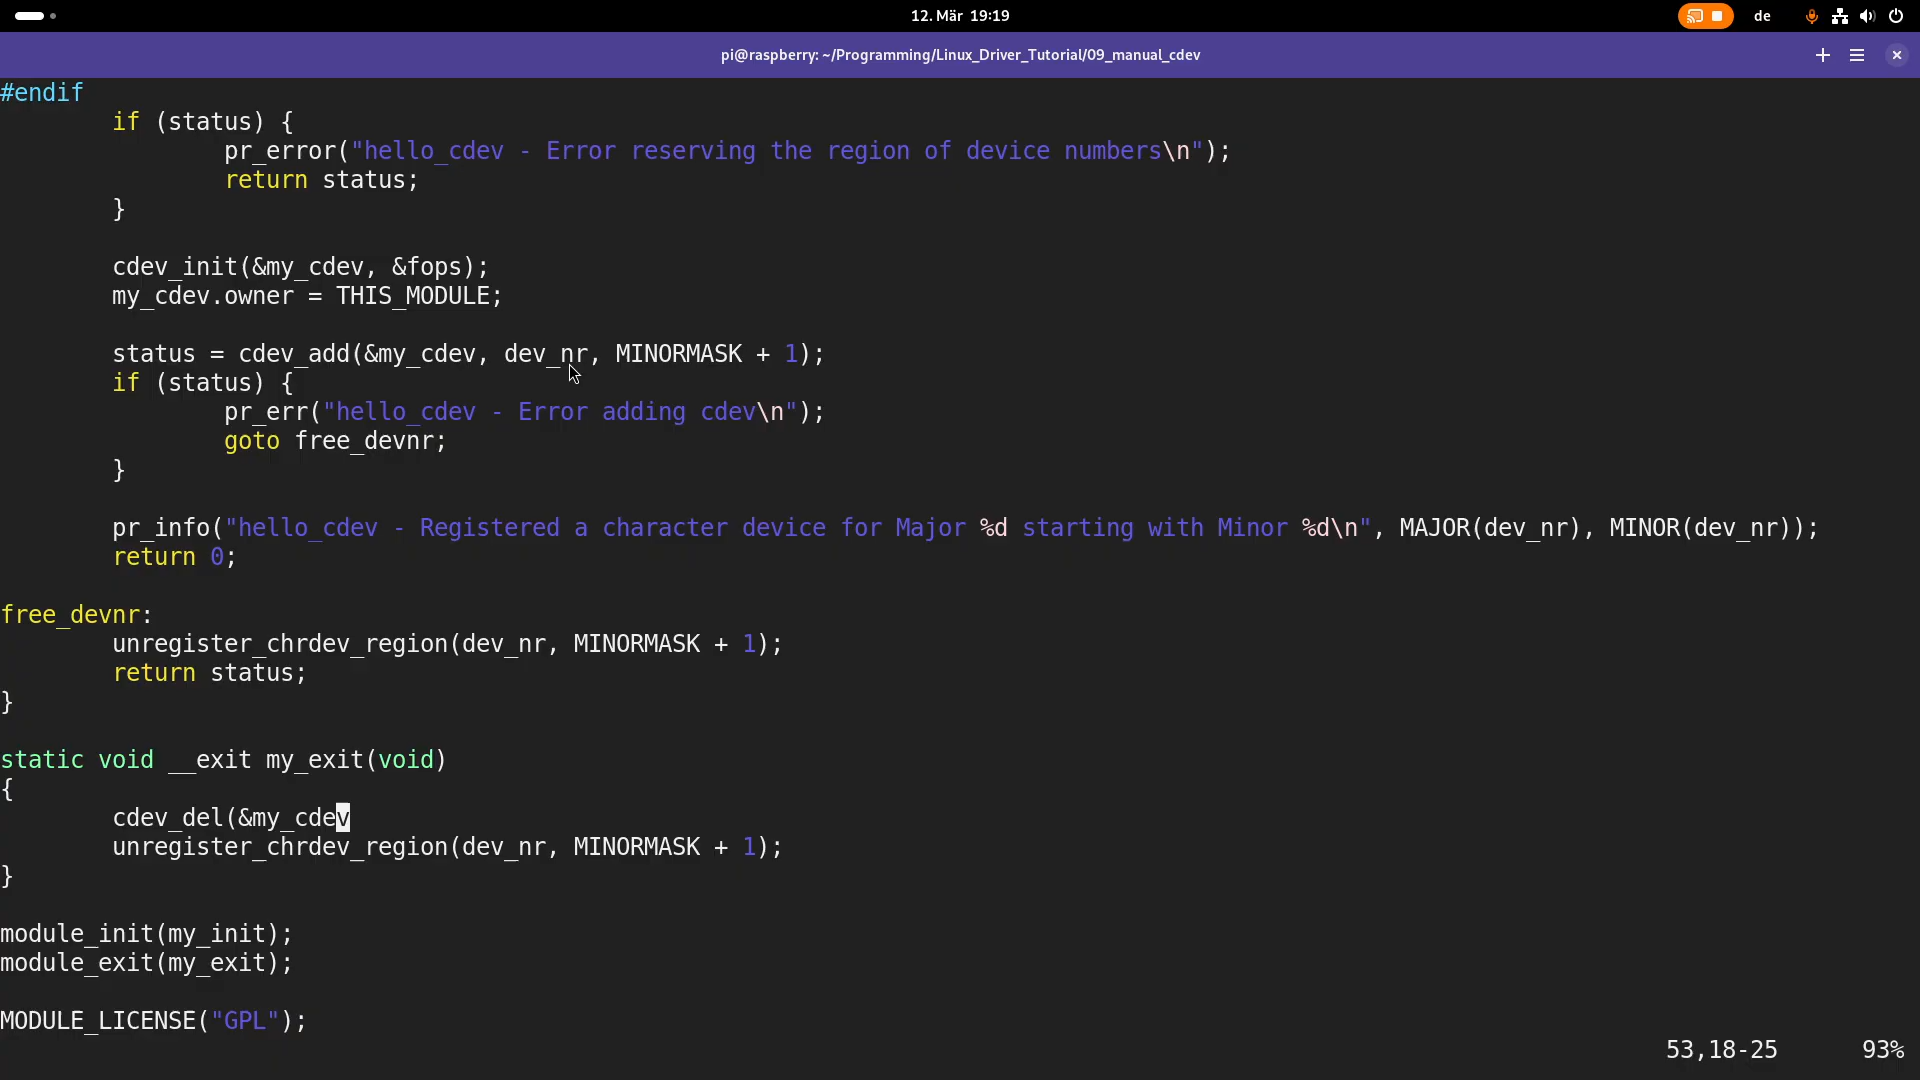 12. Mär 19:19
de
pi@raspberry: ~/Programming/Linux_Driver_Tutorial/09_manual_cdev
#endif
if (status) {
pr_error("hello_cdev - Error reserving the region of device numbers\n");
return status;
}
cdev_init(&my_cdev, &fops);
my_cdev.owner = THIS_MODULE;
status = cdev_add(&my_cdev, dev_nr, MINORMASK + 1);
if (status) {
pr_err("hello_cdev - Error adding cdev\n");
goto free_devnr;
}
pr_info("hello_cdev - Registered a character device for Major %d starting with Minor %d\n", MAJOR(dev_nr), MINOR(dev_nr));
return 0;
free_devnr:
unregister_chrdev_region(dev_nr, MINORMASK + 1);
return status;
}
static void __exit my_exit(void)
{
cdev_del(&my_cdev
unregister_chrdev_region(dev_nr, MINORMASK + 1);
}
module_init(my_init);
module_exit(my_exit);
MODULE_LICENSE("GPL");
53,18-25 93%